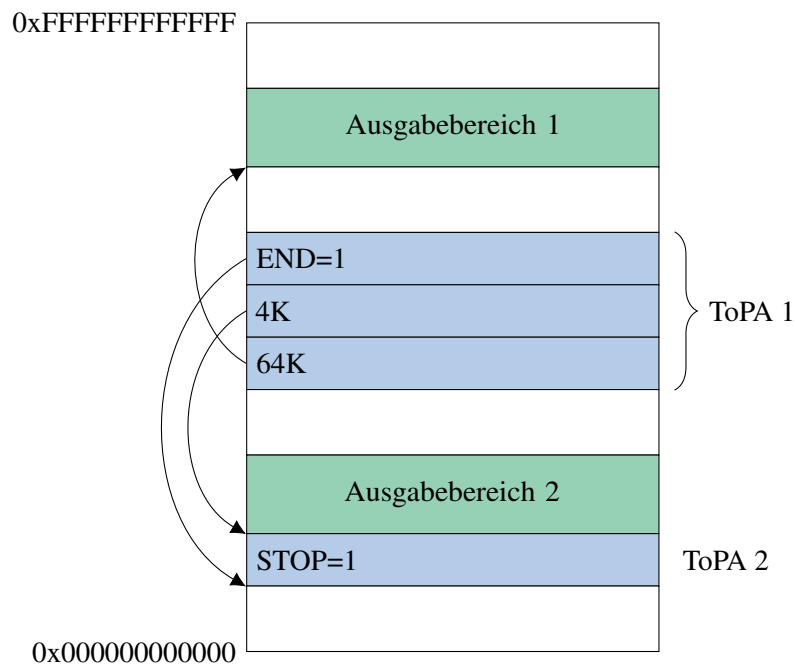 0xFFFFFFFFFFFF
Ausgabebereich 1
END=1
4K
ToPA 1
64K
Ausgabebereich 2
STOP=1
ToPA 2
0x000000000000